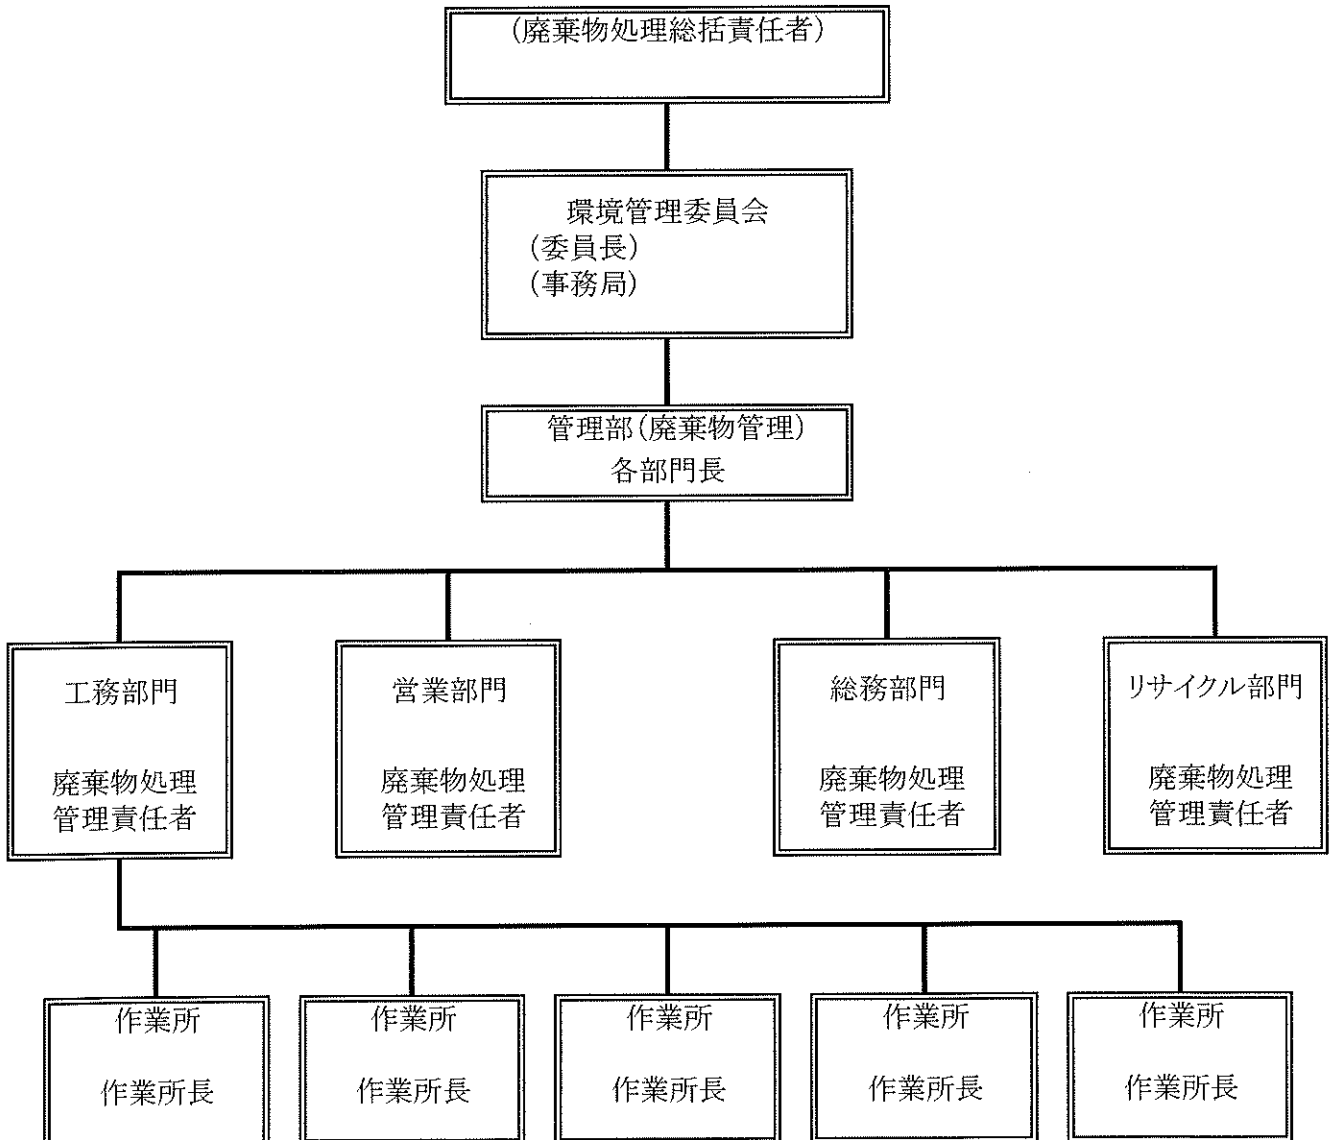 (廃棄物処理総括責任者)
環境管理委員会
(委員長)
(事務局)
管理部(廃棄物管理)
各部門長
工務部門
廃棄物処理
管理責任者
営業部門
廃棄物処理
管理責任者
総務部門
廃棄物処理
管理責任者
リサイクル部門
廃棄物処理
管理責任者
作業所
作業所長
作業所
作業所長
作業所
作業所長
作業所
作業所長
作業所
作業所長